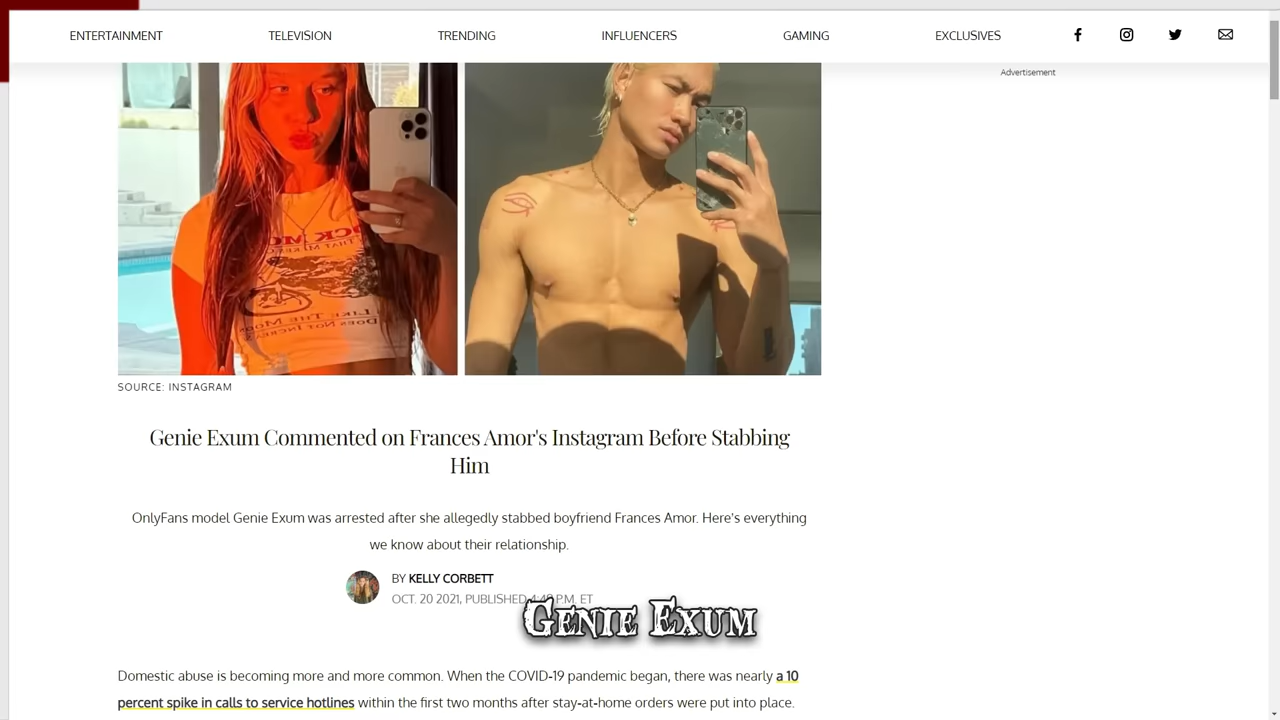 ENTERTAINMENT TELEVISION TRENDING INFLUENCERS GAMING EXCLUSIVES
Advertisement
SOURCE: INSTAGRAM
Genie Exum Commented on Frances Amor's Instagram Before Stabbing
Him
OnlyFans model Genie Exum was arrested after she allegedly stabbed boyfriend Frances Amor. Here's everything
we know about their relationship.
BY KELLY CORBETT
OCT. 20 2021, PUBLISHED P.M. ET
Genie Exum
Domestic abuse is becoming more and more common. When the COVID-19 pandemic began, there was nearly a 10
percent spike in calls to service hotlines within the first two months after stay-at-home orders were put into place.